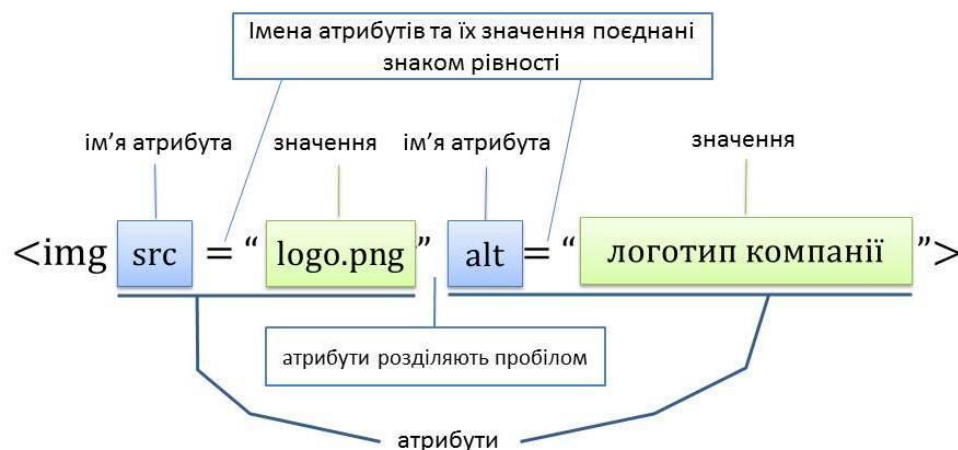 Імена атрибутів та їх значення поєднані
знаком рівності
ім’я атрибута значення ім’я атрибута значення
<img src = “ logo.png” alt = “ логотип компанії ”>
атрибути розділяють пробілом
атрибути